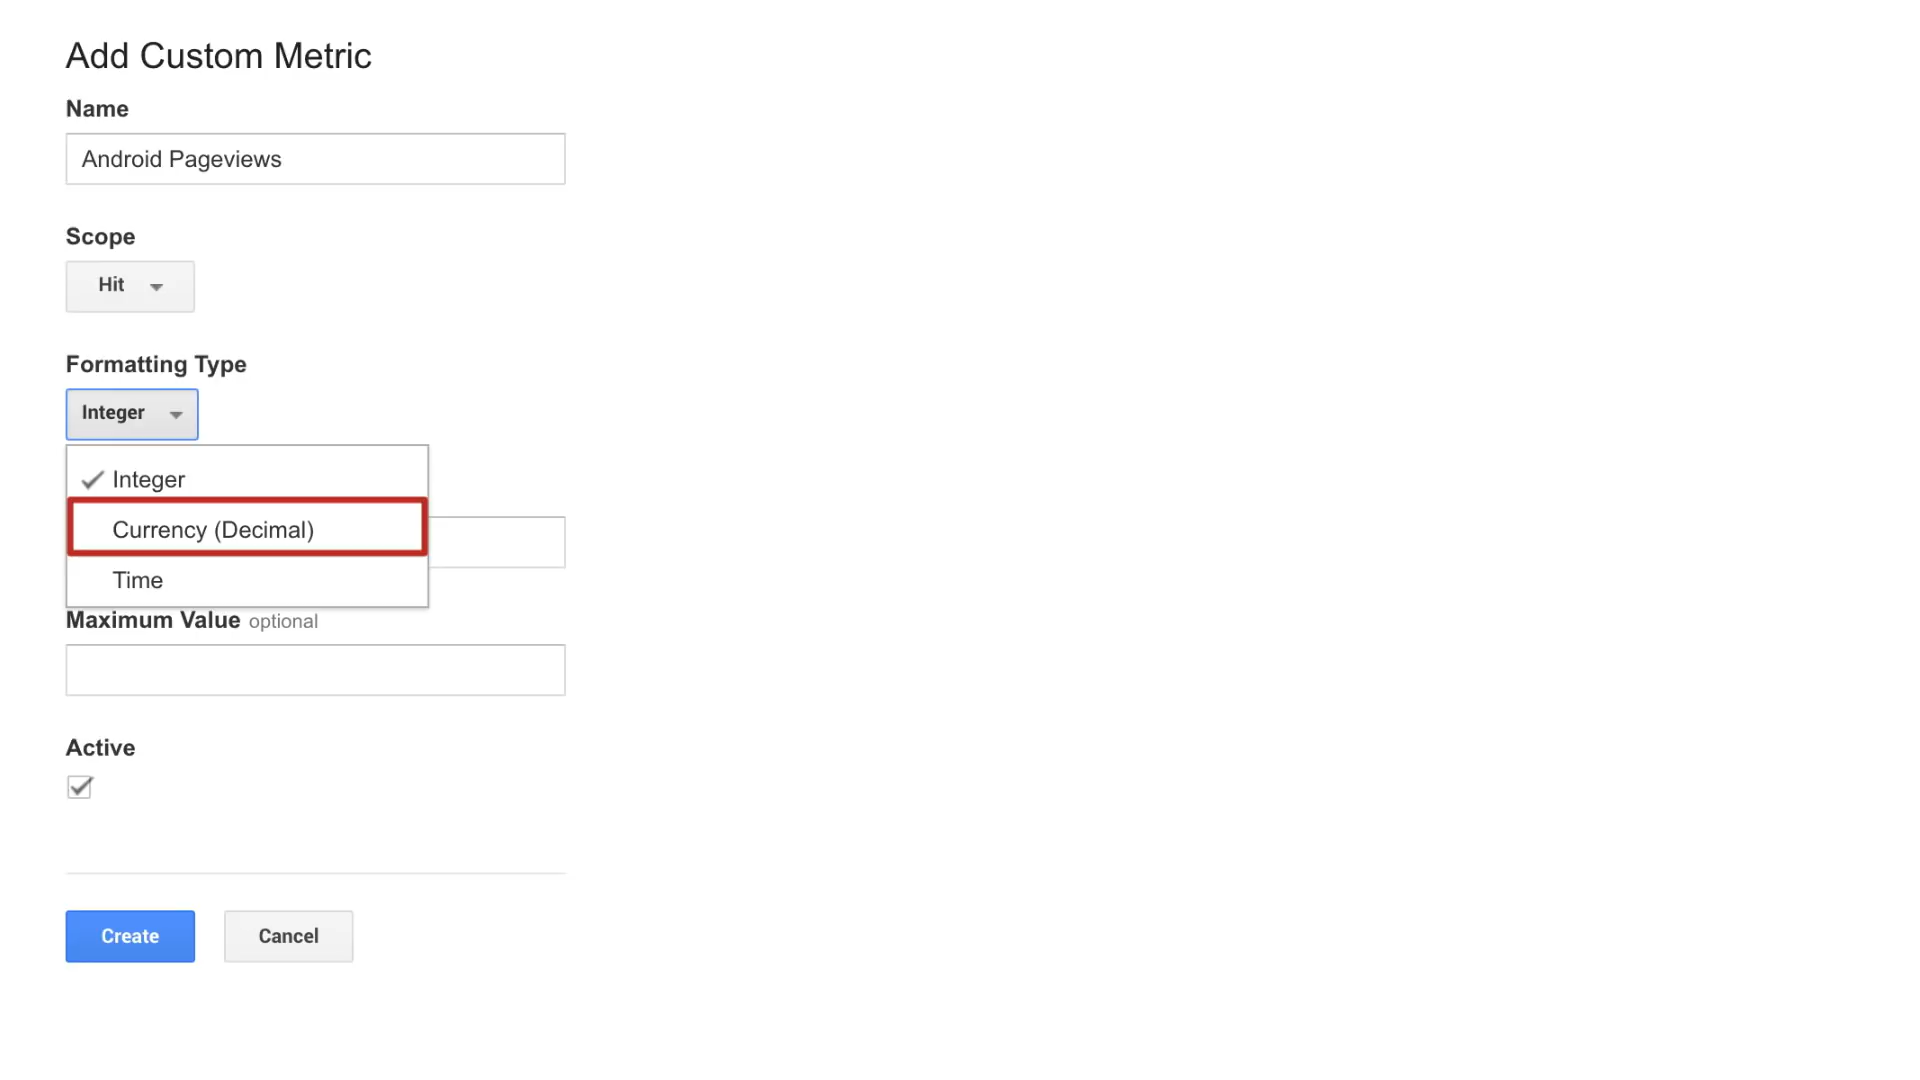 Add Custom Metric
Name
Android Pageviews
Scope
Hit
Formatting Type
Integer
Integer
Currency (Decimal)
Time
Maximum Value optional
Active
Create Cancel